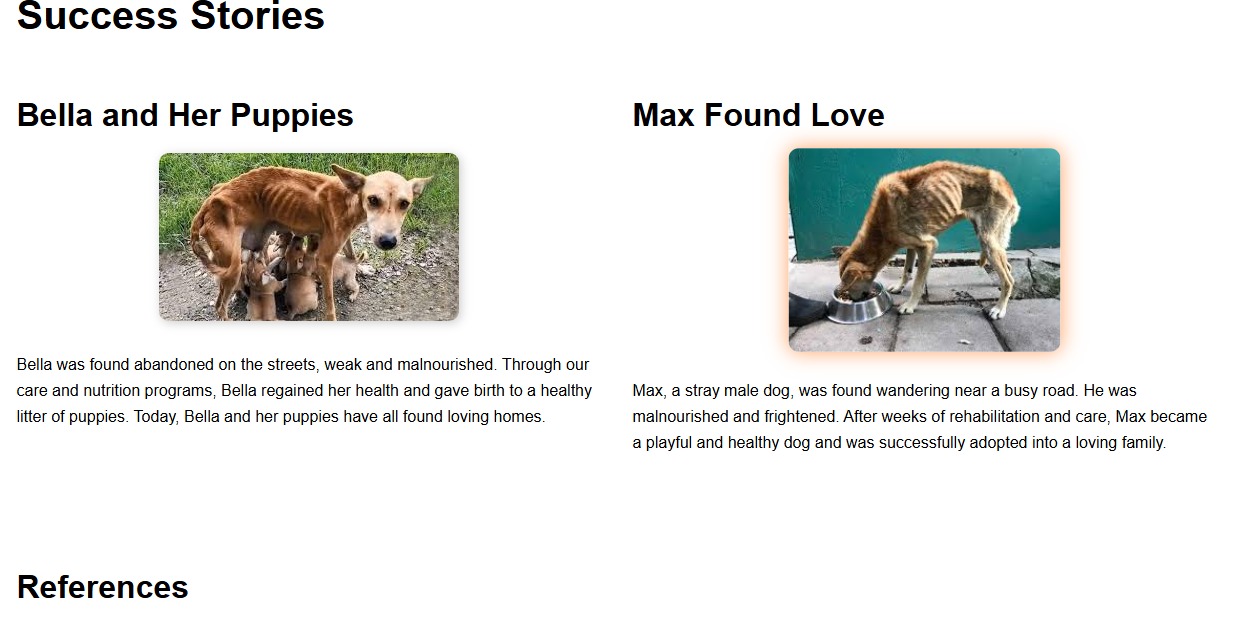 Success Stories
Bella and Her Puppies
Bella was found abandoned on the streets, weak and malnourished. Through our
care and nutrition programs, Bella regained her health and gave birth to a healthy
litter of puppies. Today, Bella and her puppies have all found loving homes.
Max Found Love
Max, a stray male dog, was found wandering near a busy road. He was
malnourished and frightened. After weeks of rehabilitation and care, Max became
a playful and healthy dog and was successfully adopted into a loving family.
References